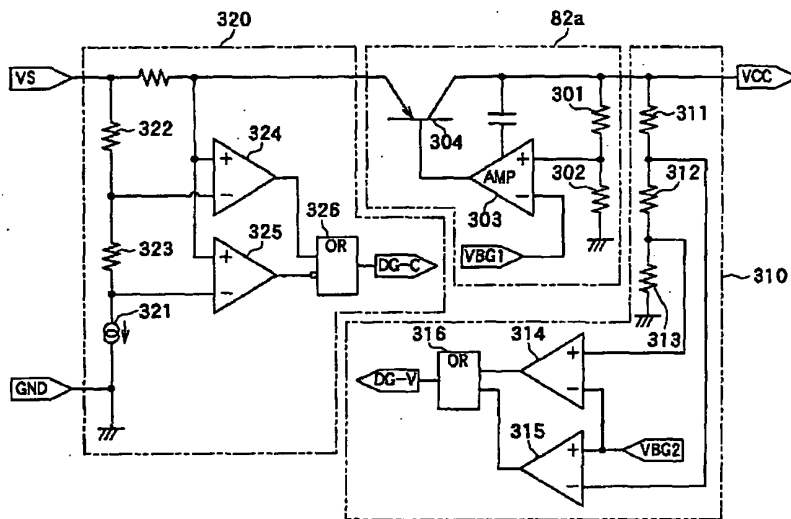 320
82a
VS
VCC
301
311
322
324
304
+
−
312
302
AMP
+
−
303
326
OR
323
325
+
−
DG-C
VBG1
310
321
313
316
OR
314
+
−
DG-V
GND
315
+
−
VBG2